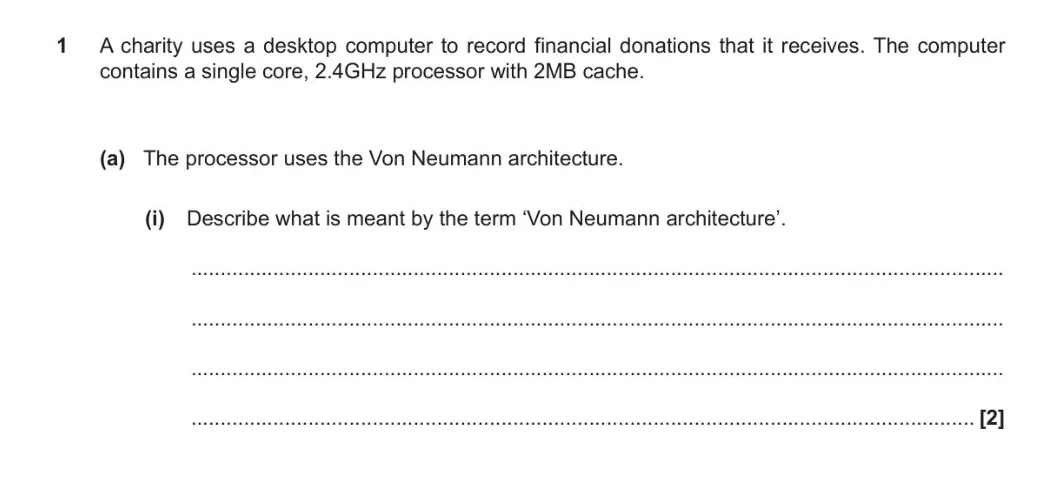 1 A charity uses a desktop computer to record financial donations that it receives. The computer
contains a single core, 2.4GHz processor with 2MB cache.
(a) The processor uses the Von Neumann architecture.
(i) Describe what is meant by the term ‘Von Neumann architecture’.
[2]